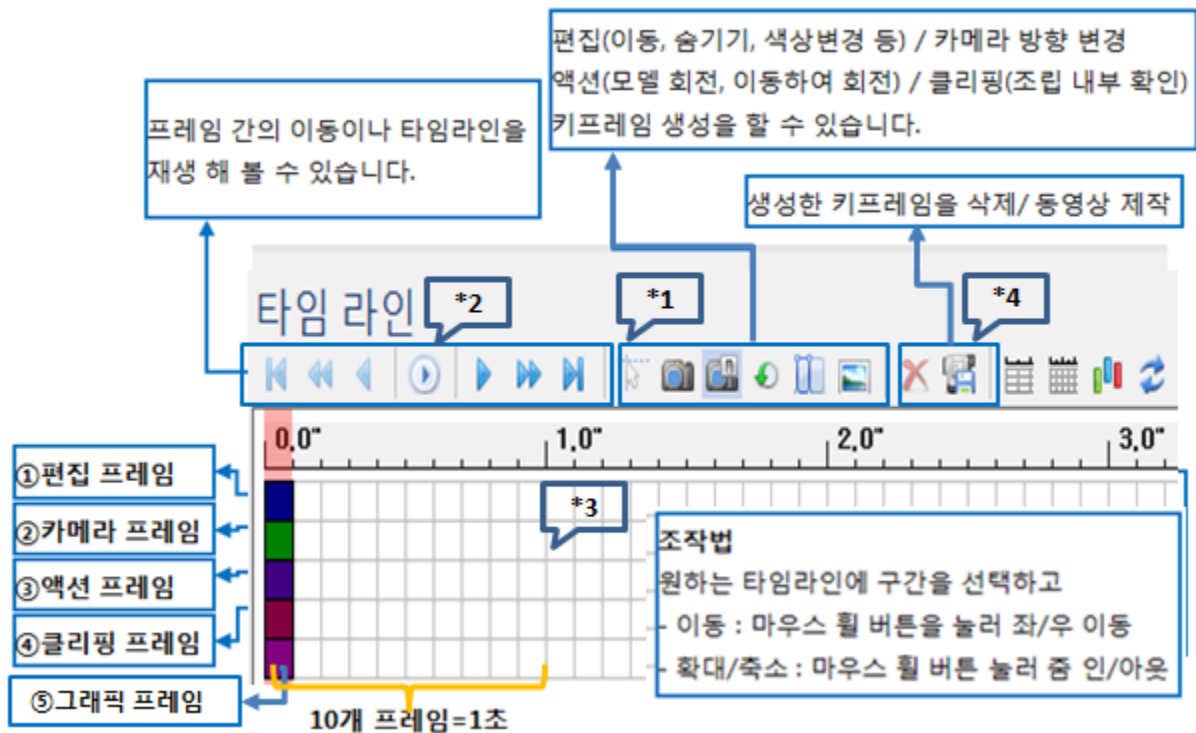 편집(이동, 숨기기, 색상변경 등) / 카메라 방향 변경
액션(모델 회전, 이동하여 회전) / 클리핑(조립 내부 확인)
키프레임 생성을 할 수 있습니다.
프레임 간의 이동이나 타임라인을
재생 해 볼 수 있습니다.
생성한 키프레임을 삭제/ 동영상 제작
타임 라인
*2
*1
*4
0,0"
1,0"
2,0"
3,0"
①편집 프레임
②카메라 프레임
③액션 프레임
④클리핑 프레임
⑤그래픽 프레임
*3
조작법
원하는 타임라인에 구간을 선택하고
- 이동 : 마우스 휠 버튼을 눌러 좌/우 이동
- 확대/축소 : 마우스 휠 버튼 눌러 줌 인/아웃
10개 프레임=1초